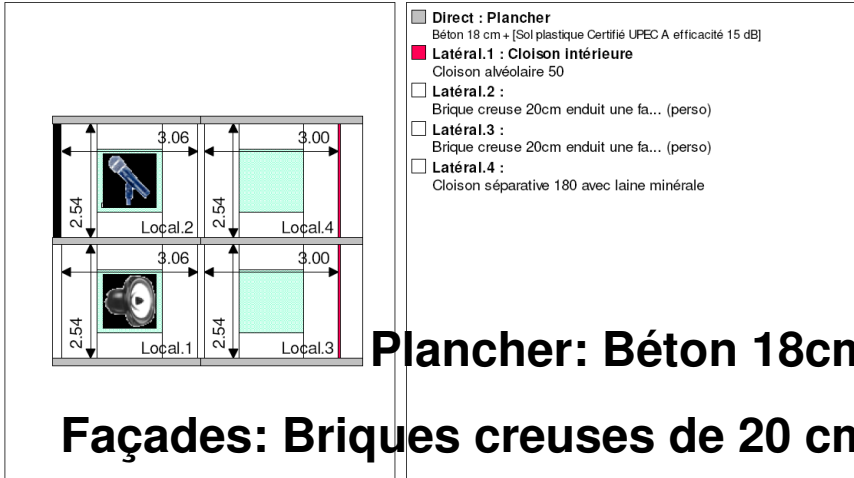 Direct : Plancher
Béton 18 cm + [Sol plastique Certifié UPEC A efficacité 15 dB]
Latéral.1 : Cloison intérieure
Cloison alvéolaire 50
Latéral.2 :
Brique creuse 20cm enduit une fa... (perso)
Latéral.3 :
Brique creuse 20cm enduit une fa... (perso)
Latéral.4 :
Cloison séparative 180 avec laine minérale
3.06 3.00
2.54 2.54
Local.2 Local.4
3.06 3.00
2.54 2.54
Local.1 Local.3
Plancher: Béton 18cm
Façades: Briques creuses de 20 cm